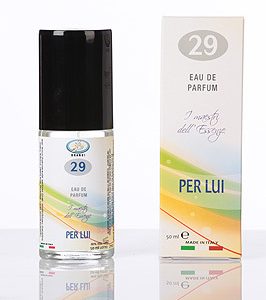 29
EAU DE
PARFUM
I maestri
dell'Essenze
PER LUI
29
EAU DE
PARFUM
I maestri
dell'Essenze
PER LUI
50 ml ℮
MADE IN ITALY